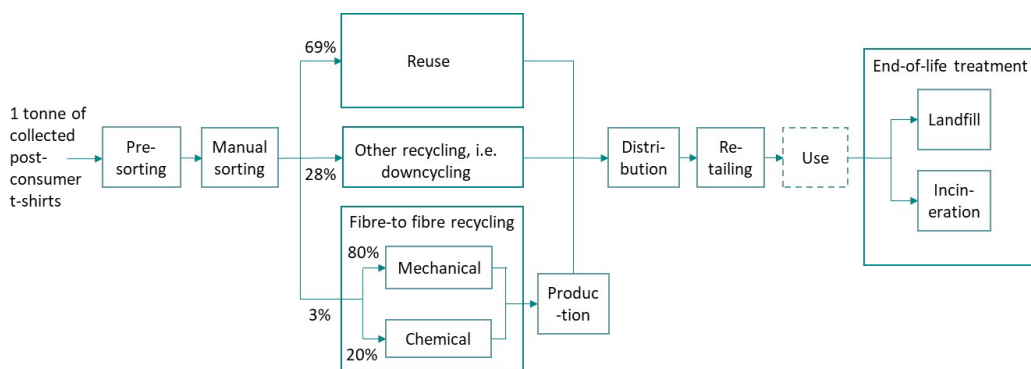 1 tonne of
collected
post-
consumer
t-shirts
Pre-
sorting
Manual
sorting
69%
Reuse
28%
Other recycling, i.e.
downcycling
3%
Fibre-to fibre recycling
80%
Mechanical
20%
Chemical
Produc
-tion
Distri-
bution
Re-
tailing
Use
End-of-life treatment
Landfill
Incin-
eration